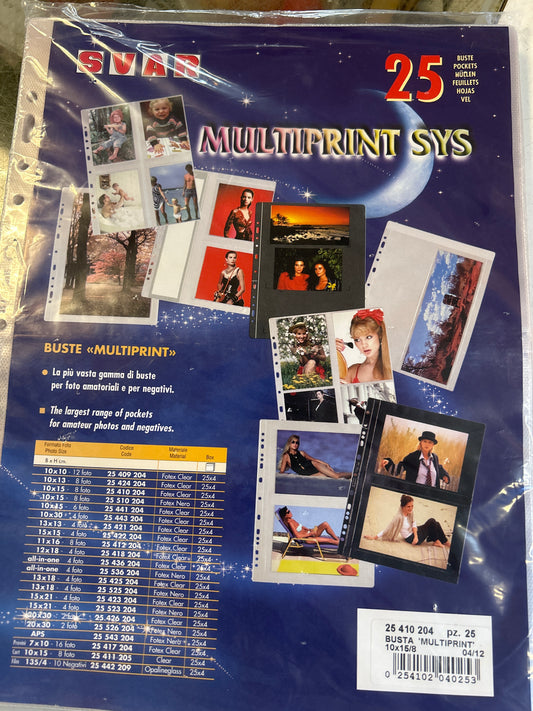 SVAR
25
BUSTE
POCKETS
HÜLLEN
FEUILLETS
HOJAS
VEL
MULTIPRINT SYS
BUSTE «MULTIPRINT»
• La più vasta gamma di buste
per foto amatoriali e per negativi.
■ The largest range of pockets
for amateur photos and negatives.
Formato Foto Codice Materiale Box
Photo Size Code Material
B x H cm.
10x10 - 12 foto 25 409 204 Fotex Clear 25x4
10x13 - 8 foto 25 424 204 Fotex Clear 25x4
10x15 - 8 foto 25 410 204 Fotex Clear 25x4
10x15 - 8 foto 25 510 204 Fotex Nero 25x4
10x45 - 6 foto 25 441 204 Fotex Clear 25x4
10x30 - 4 foto 25 443 204 Fotex Clear 25x4
13x13 - 4 foto 25 421 204 Fotex Clear 25x4
15x15 - 4 foto 25 422 204 Fotex Clear 25x4
11x16 - 8 foto 25 412 204 Fotex Clear 25x4
12x18 - 4 foto 25 418 204 Fotex Clear 25x4
all-in-one 4 foto 25 436 204 Fotex Clear 25x4
all-in-one 4 foto 25 536 204 Fotex Nero 25x4
13x18 - 4 foto 25 425 204 Fotex Clear 25x4
13x18 - 4 foto 25 525 204 Fotex Nero 25x4
15x21 - 4 foto 25 423 204 Fotex Clear 25x4
15x21 - 4 foto 25 523 204 Fotex Nero 25x4
20x30 - 2 foto 25 426 204 Fotex Clear 25x4
20x30 - 2 foto 25 526 204 Fotex Nero 25x4
APS 25 543 204 Fotex Nero 25x4
Provini 7x10 - 16 foto 25 417 204 Fotex Clear 25x4
Cart 10x15 - 8 foto 25 411 205 Clear 25x4
Film 135/4 - 10 Negativi 25 442 209 Opalineglass 25x4
25 410 204 pz. 25
BUSTA 'MULTIPRINT'
10x15/8 04/12
0 254102 040253